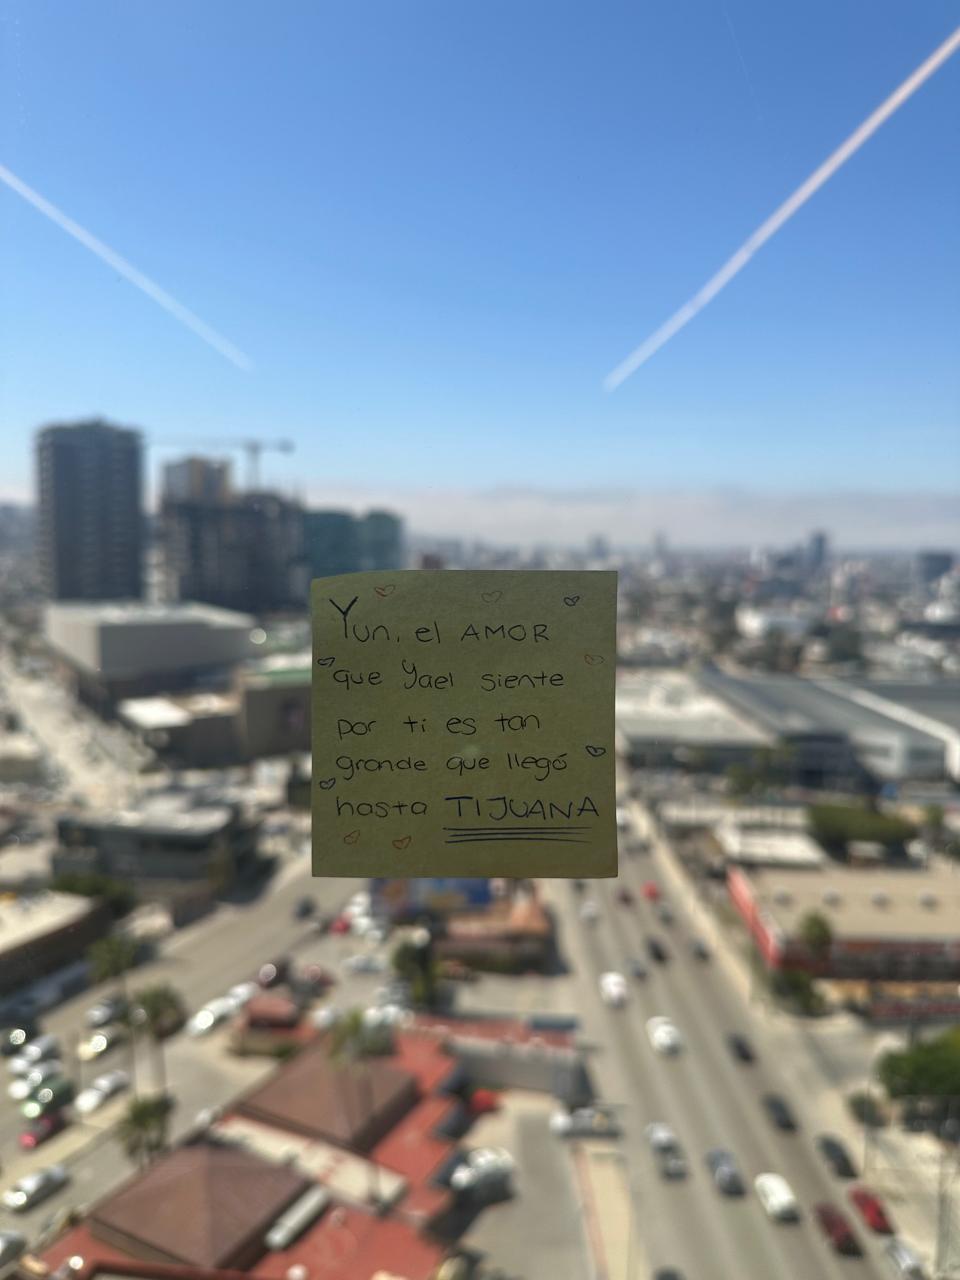 Yun, el AMOR
que Yael siente
por ti es tan
grande que llegó
hasta TIJUANA